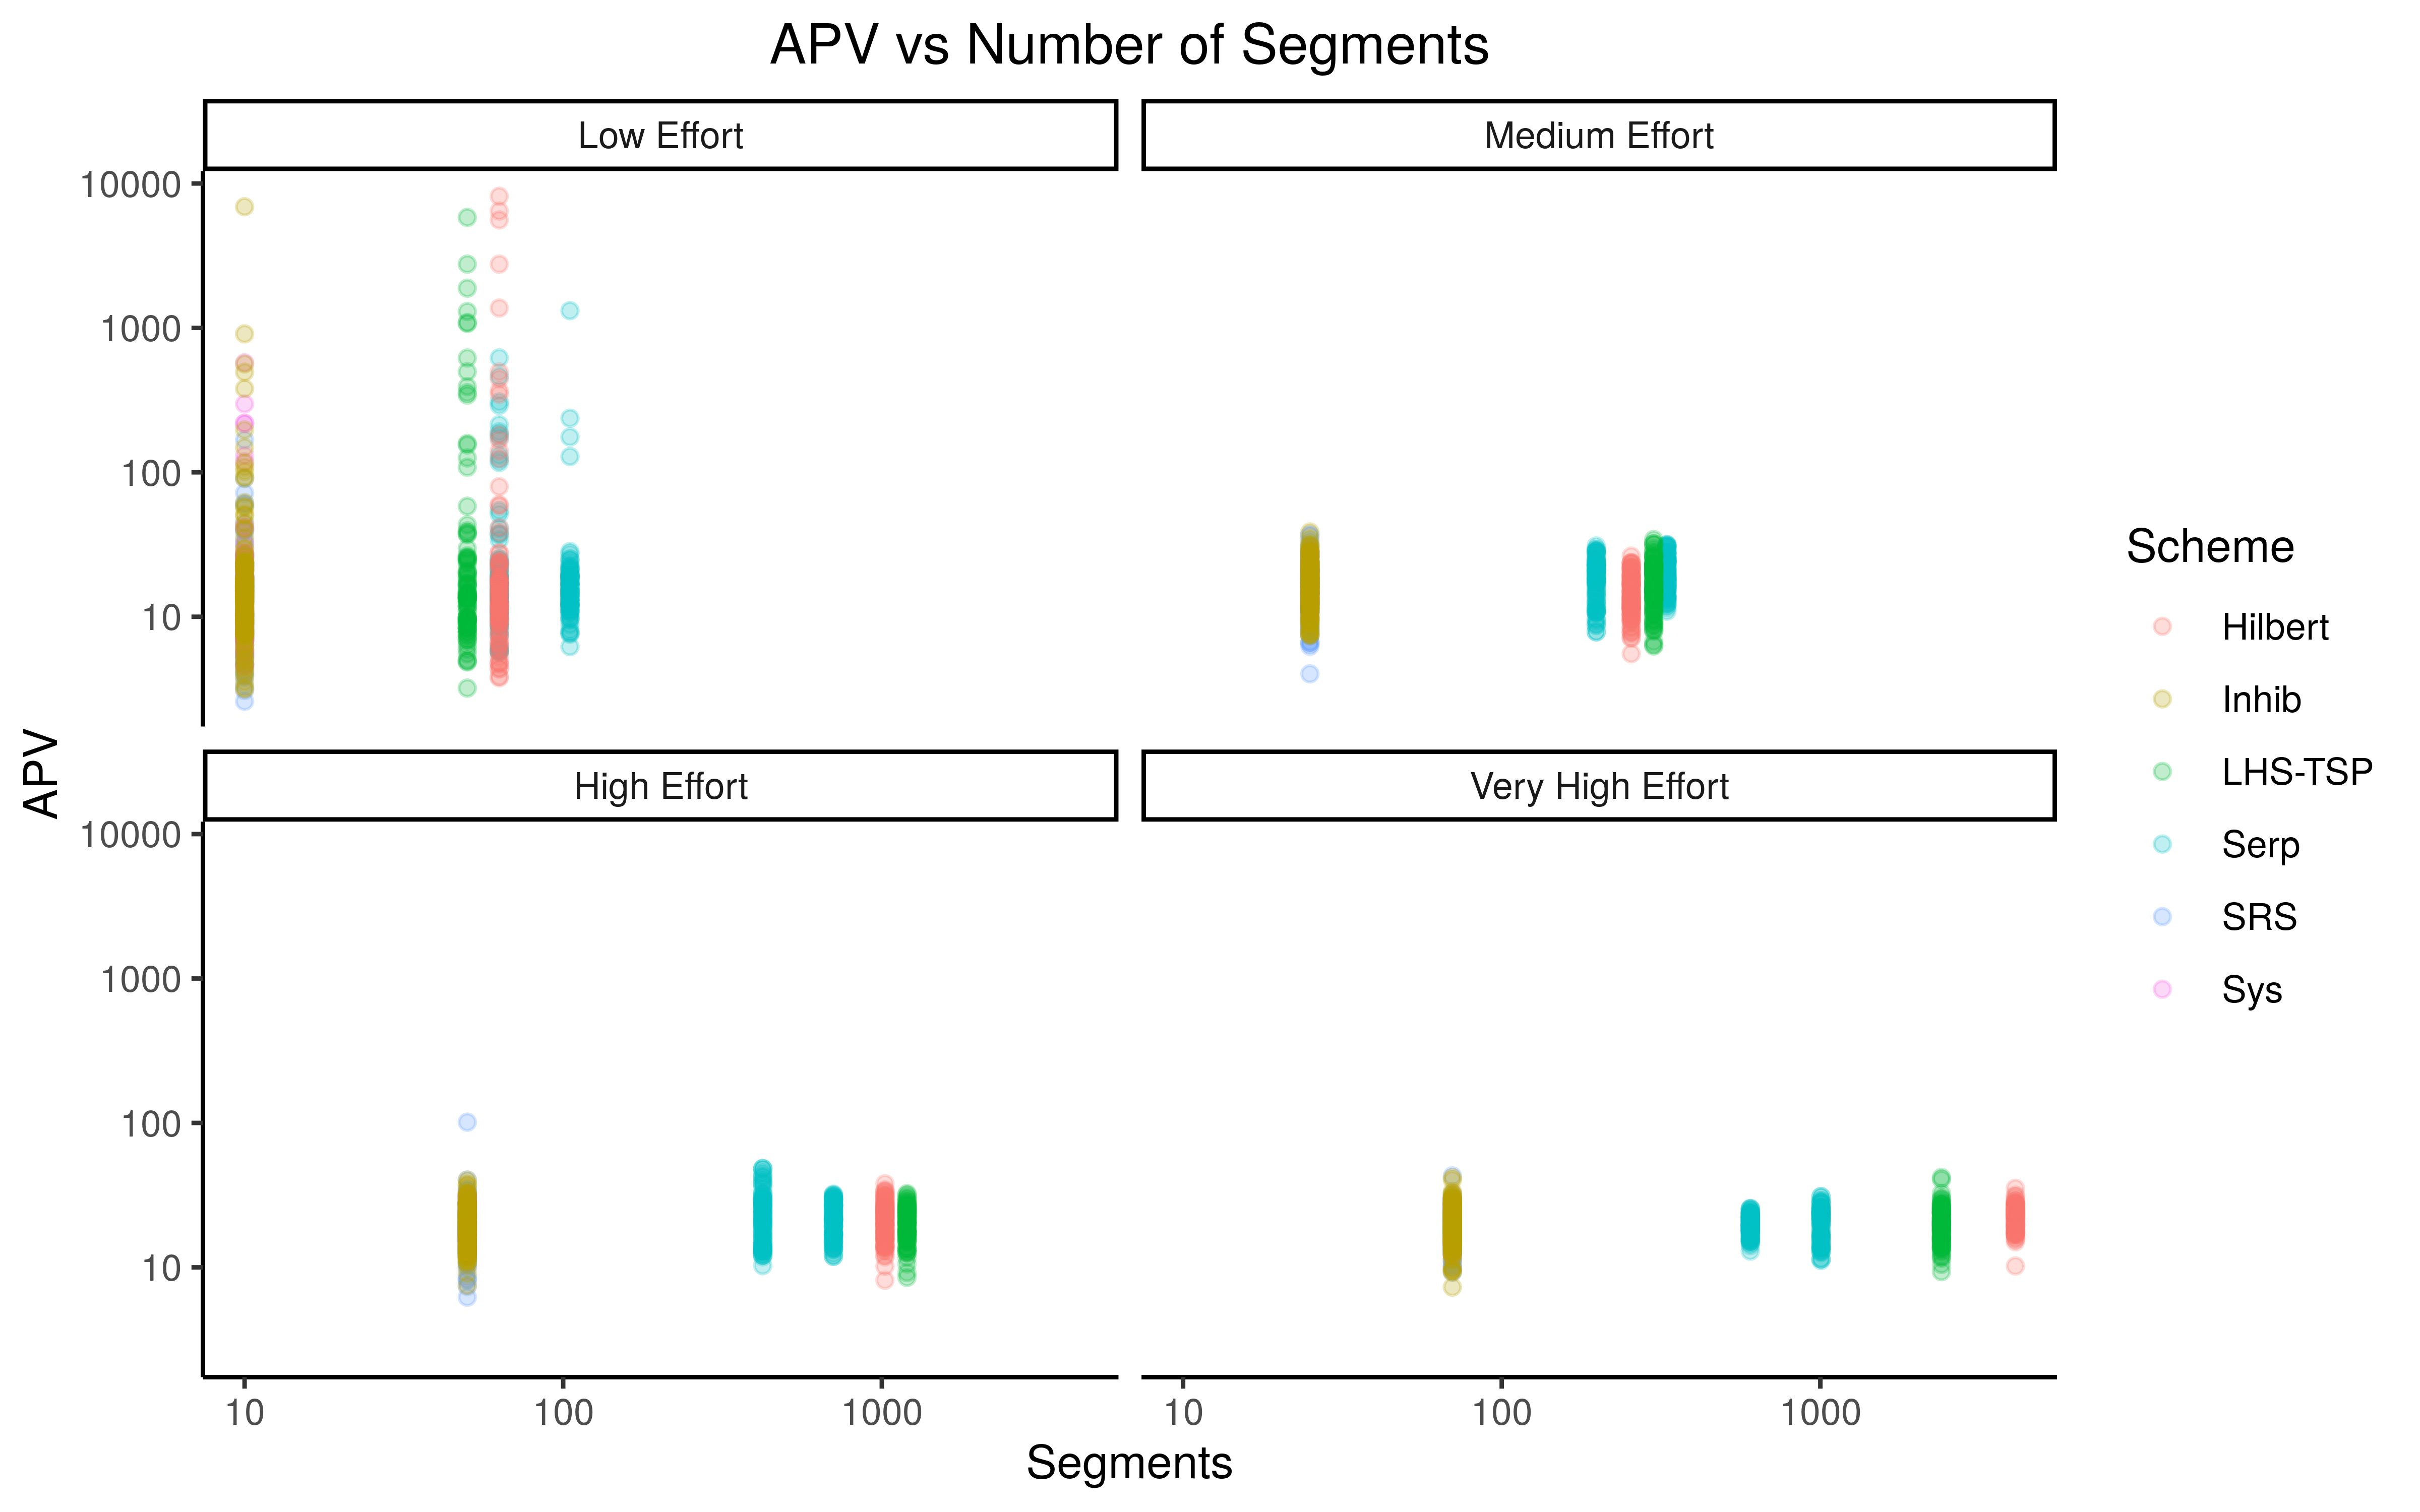 APV vs Number of Segments
Low Effort
Medium Effort
10000
1000
100
10
High Effort
Very High Effort
10000
1000
100
10
APV
10 100 1000
10 100 1000
Segments
Scheme
Hilbert
Inhib
LHS-TSP
Serp
SRS
Sys